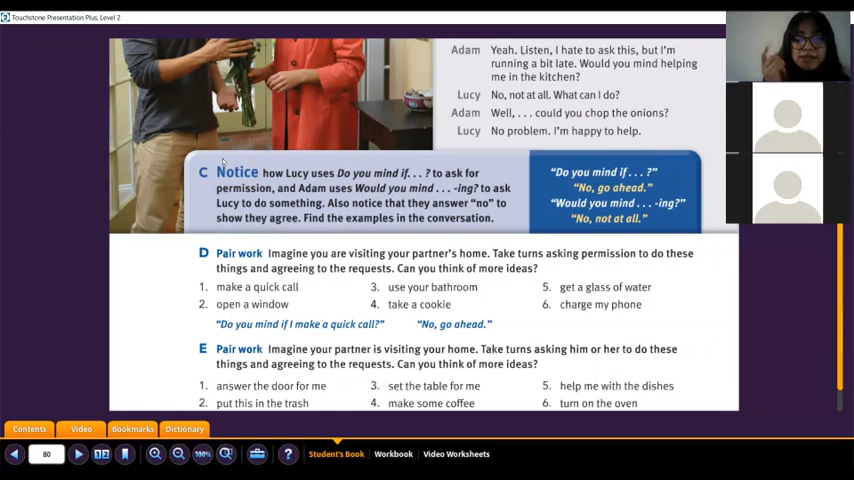 Touchstone Presentation Plus, Level 2
Adam Yeah. Listen, I hate to ask this, but I'm
running a bit late. Would you mind helping
me in the kitchen?
Lucy No, not at all. What can I do?
Adam Well, . . . could you chop the onions?
Lucy No problem. I'm happy to help.
C Notice how Lucy uses Do you mind if. . . ? to ask for
permission, and Adam uses Would you mind . . . -ing? to ask
Lucy to do something. Also notice that they answer "no" to
show they agree. Find the examples in the conversation.
"Do you mind if . . . ?"
"No, go ahead."
"Would you mind . . . -ing?"
"No, not at all."
D Pair work Imagine you are visiting your partner's home. Take turns asking permission to do these
things and agreeing to the requests. Can you think of more ideas?
1. make a quick call 3. use your bathroom 5. get a glass of water
2. open a window 4. take a cookie 6. charge my phone
"Do you mind if I make a quick call?" "No, go ahead."
E Pair work Imagine your partner is visiting your home. Take turns asking him or her to do these
things and agreeing to the requests. Can you think of more ideas?
1. answer the door for me 3. set the table for me 5. help me with the dishes
2. put this in the trash 4. make some coffee 6. turn on the oven
Contents Video Bookmarks Dictionary
80 1 2 100% ? Student's Book Workbook Video Worksheets